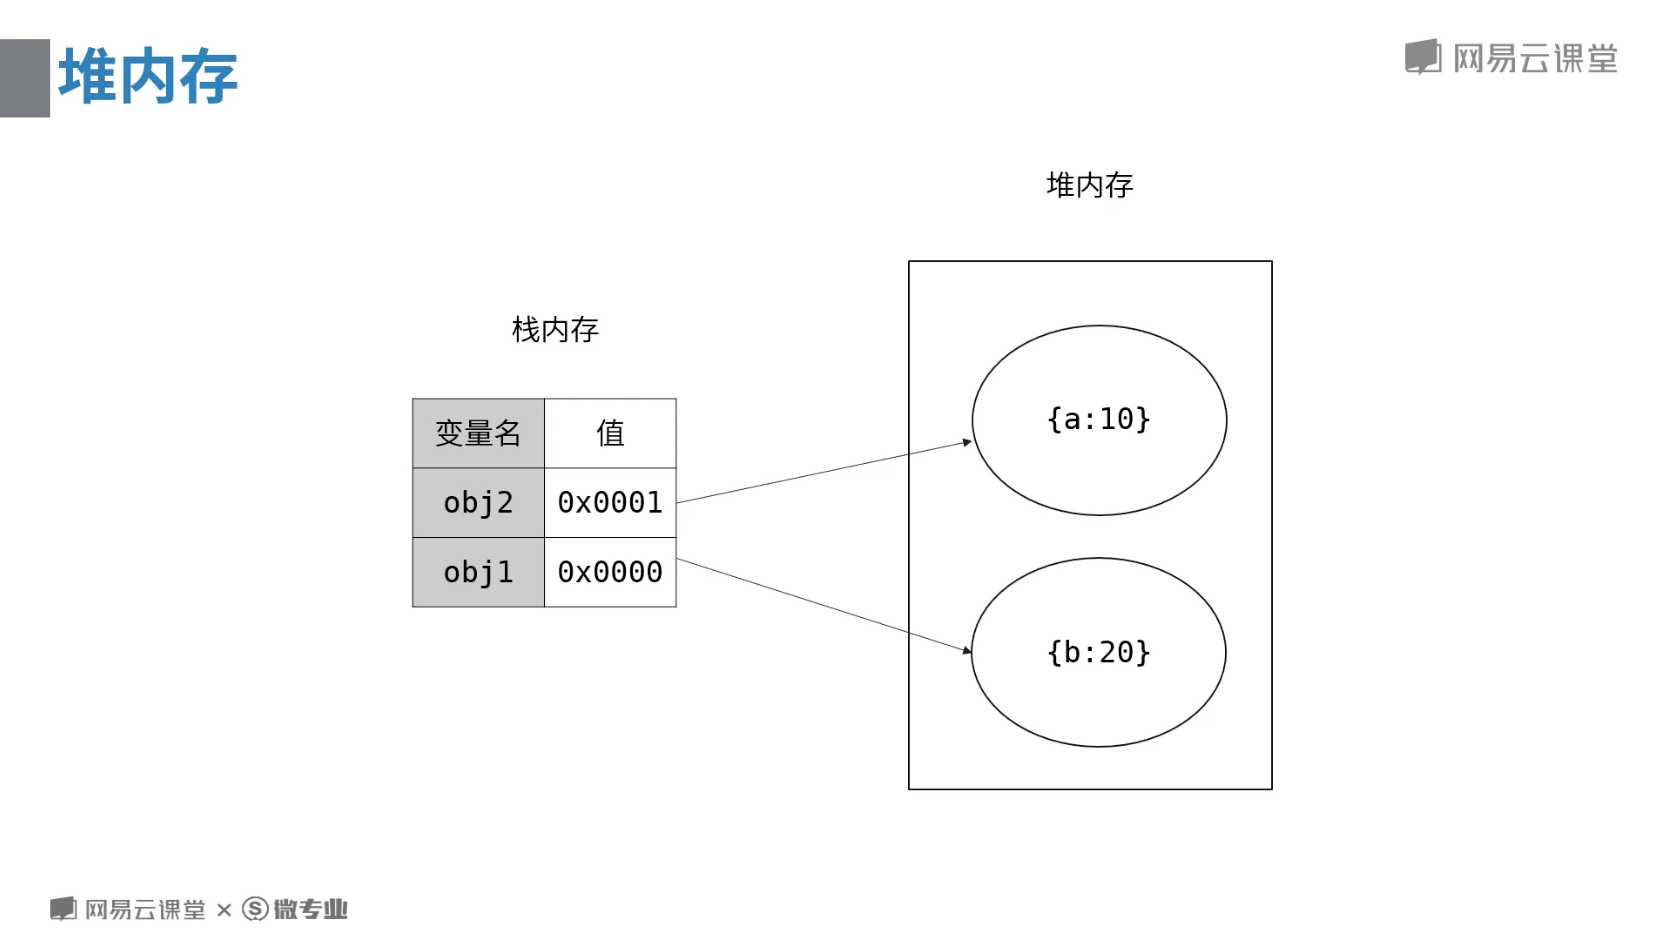 堆内存
网易云课堂
堆内存
栈内存
变量名 值
obj2 0x0001
obj1 0x0000
{a:10}
{b:20}
网易云课堂 × 微专业